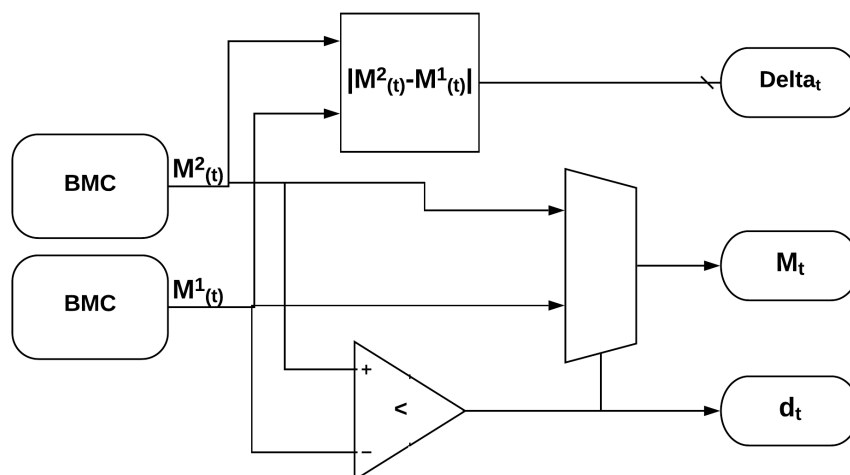 |M²(t)-M¹(t)|
Deltat
BMC
M²(t)
BMC
M¹(t)
Mt
+
<
−
dt